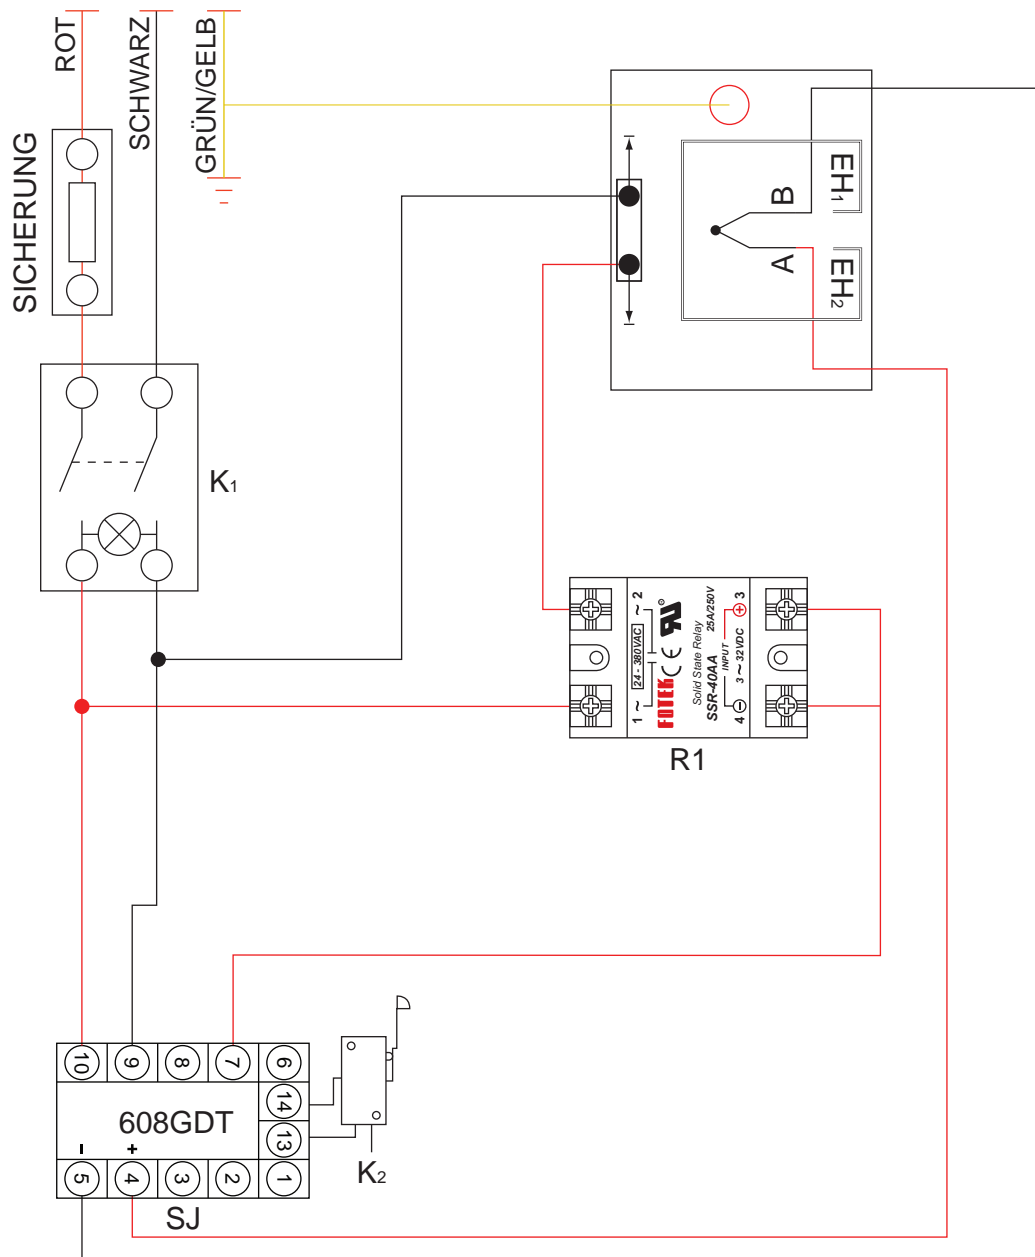 ROT
SCHWARZ
GRÜN/GELB
SICHERUNG
K1
EH1
EH2
B
A
2 ~
1 ~
24 - 380VAC
FOTEK
Solid State Relay
SSR-40AA
25A/250V
INPUT
3 ~ 32VDC
+ 3
4 -
R1
10
9
8
7
6
14
13
608GDT
- +
5
4
3
2
1
SJ
K2